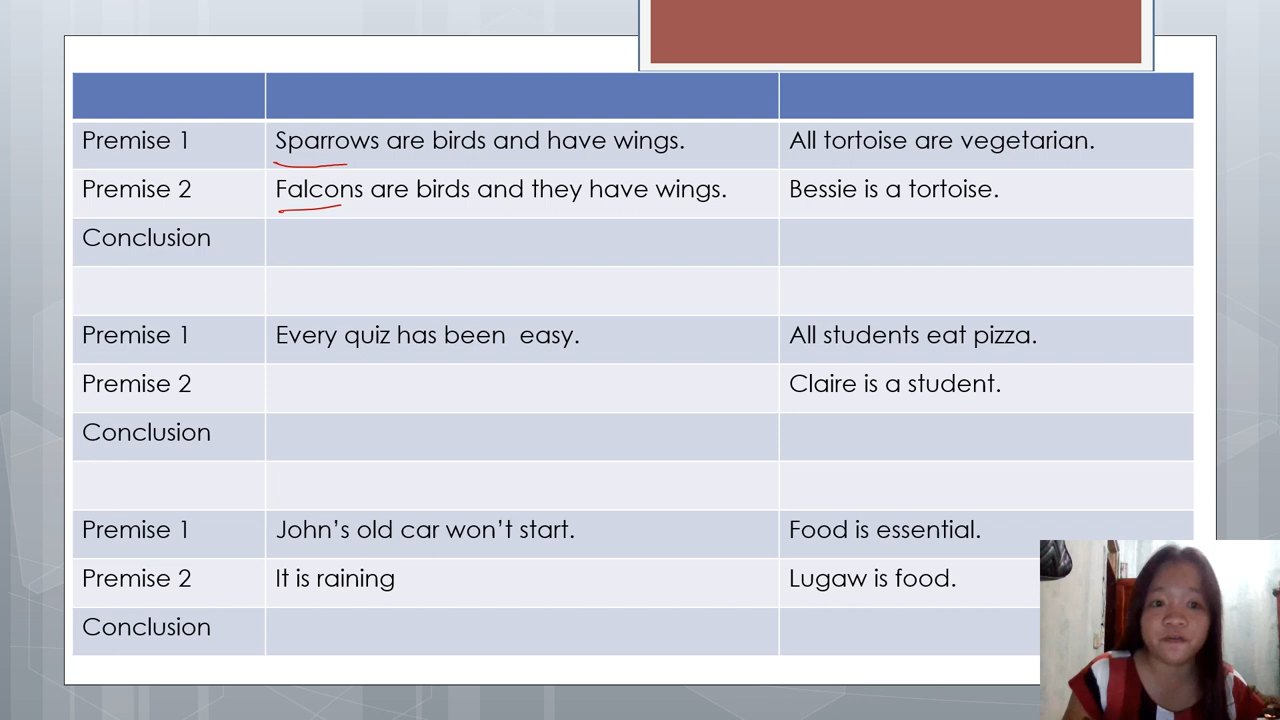 Premise 1 Sparrows are birds and have wings. All tortoise are vegetarian.
Premise 2 Falcons are birds and they have wings. Bessie is a tortoise.
Conclusion
Premise 1 Every quiz has been  easy. All students eat pizza.
Premise 2 Claire is a student.
Conclusion
Premise 1 John’s old car won’t start. Food is essential.
Premise 2 It is raining Lugaw is food.
Conclusion